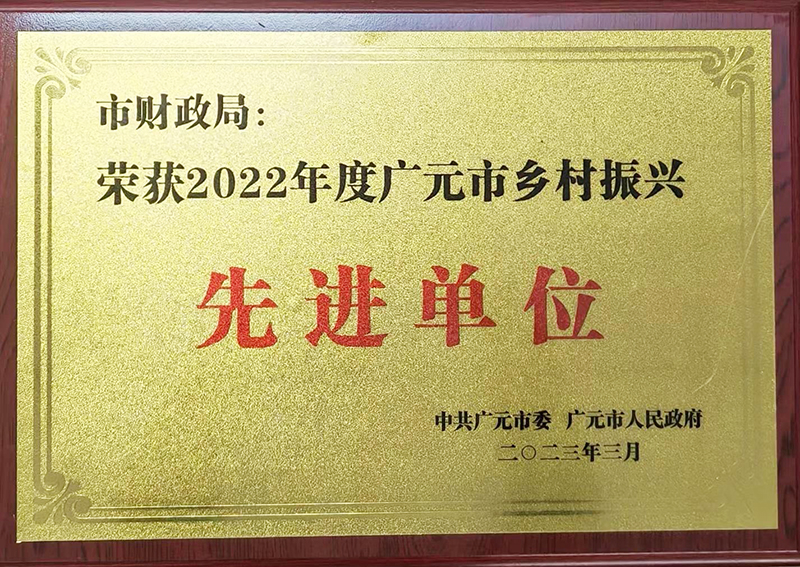 市财政局：
荣获2022年度广元市乡村振兴
先进单位
中共广元市委 广元市人民政府
二〇二三年三月